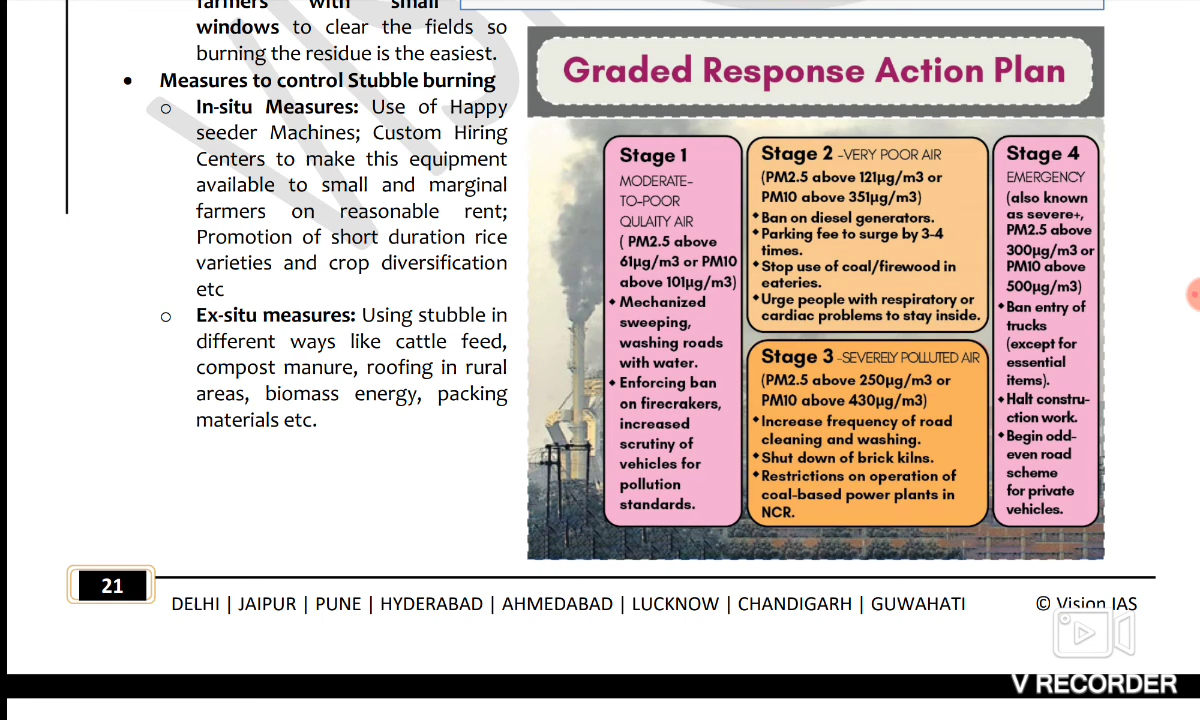 farmers with small
windows to clear the fields so
burning the residue is the easiest.
• Measures to control Stubble burning
o In-situ Measures: Use of Happy
seeder Machines; Custom Hiring
Centers to make this equipment
available to small and marginal
farmers on reasonable rent;
Promotion of short duration rice
varieties and crop diversification
etc
o Ex-situ measures: Using stubble in
different ways like cattle feed,
compost manure, roofing in rural
areas, biomass energy, packing
materials etc.
Graded Response Action Plan
Stage 1
MODERATE-
TO-POOR
QULAITY AIR
( PM2.5 above
61µg/m3 or PM10
above 101µg/m3)
• Mechanized
sweeping,
washing roads
with water.
• Enforcing ban
on firecrakers,
increased
scrutiny of
vehicles for
pollution
standards.
Stage 2 -VERY POOR AIR
(PM2.5 above 121µg/m3 or
PM10 above 351µg/m3)
• Ban on diesel generators.
• Parking fee to surge by 3-4
times.
• Stop use of coal/firewood in
eateries.
• Urge people with respiratory or
cardiac problems to stay inside.
Stage 3 -SEVERELY POLLUTED AIR
(PM2.5 above 250µg/m3 or
PM10 above 430µg/m3)
• Increase frequency of road
cleaning and washing.
• Shut down of brick kilns.
• Restrictions on operation of
coal-based power plants in
NCR.
Stage 4
EMERGENCY
(also known
as severe+,
PM2.5 above
300µg/m3 or
PM10 above
500µg/m3)
• Ban entry of
trucks
(except for
essential
items).
• Halt constru-
ction work.
• Begin odd-
even road
scheme
for private
vehicles.
21
DELHI | JAIPUR | PUNE | HYDERABAD | AHMEDABAD | LUCKNOW | CHANDIGARH | GUWAHATI
© Vision IAS
V RECORDER